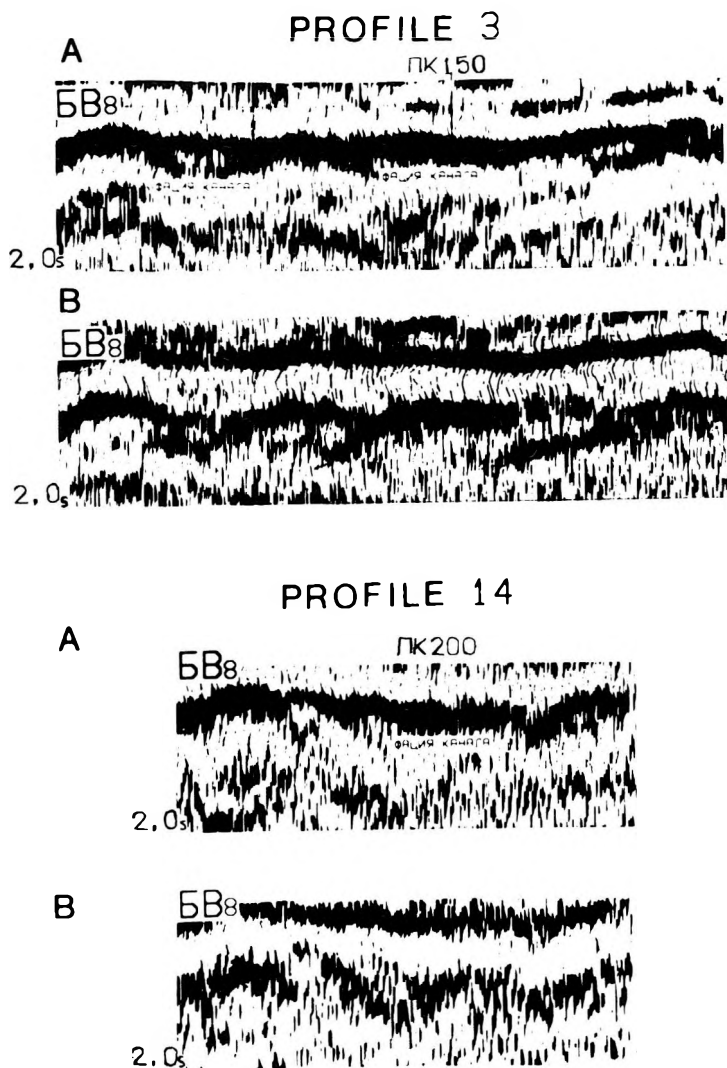 PROFILE 3
A
ПК150
БВ8
ФАЦИЯ КАНАЛА
ФАЦИЯ КАНАЛА
2,0s
B
БВ8
2,0s
PROFILE 14
A
ПК200
БВ8
ФАЦИЯ КАНАЛА
2,0s
B
БВ8
2,0s